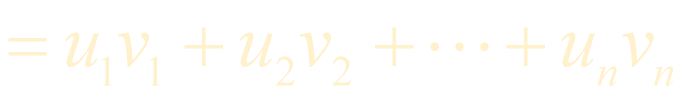 = u₁v₁ + u₂v₂ + ⋯ + uₙvₙ